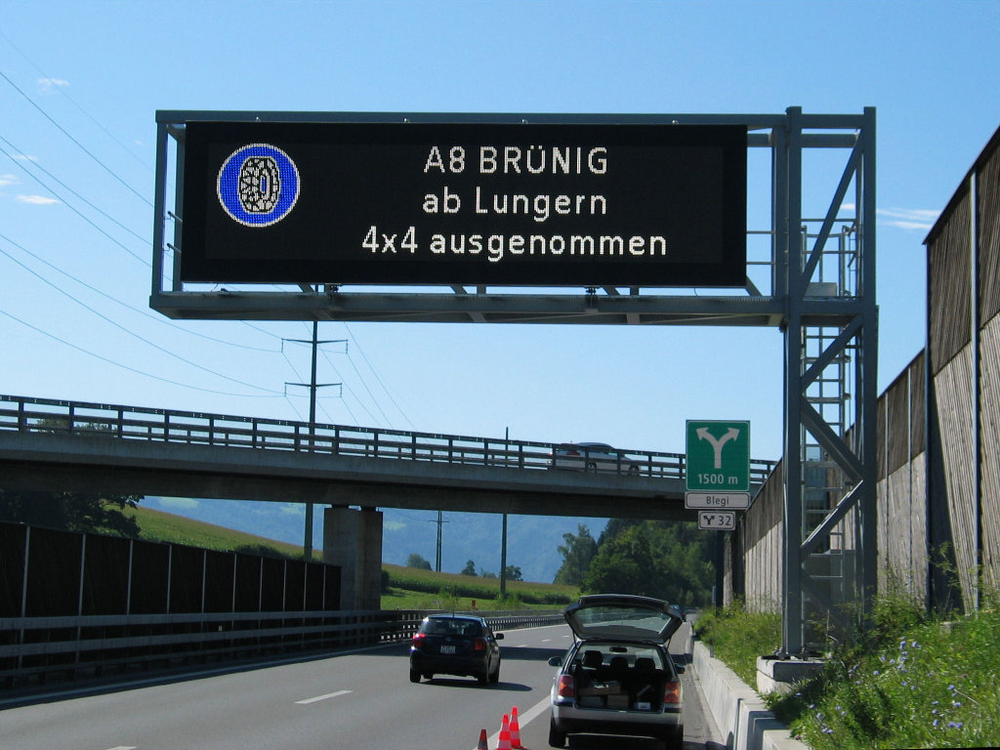 A8 BRÜNIG
ab Lungern
4x4 ausgenommen
1500 m
Blegi
32